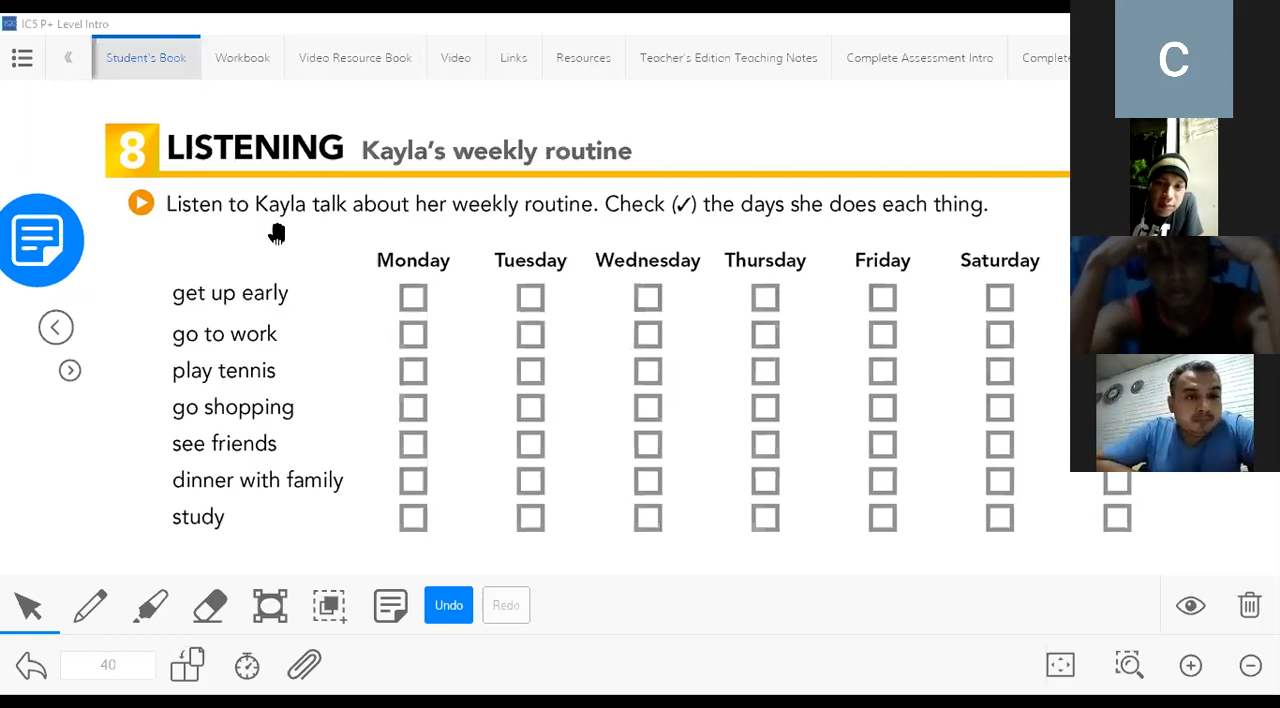 IC5 P+ Level Intro
Student's Book Workbook Video Resource Book Video Links Resources Teacher's Edition Teaching Notes Complete Assessment Intro Complete
C
8 LISTENING Kayla's weekly routine
Listen to Kayla talk about her weekly routine. Check (✓) the days she does each thing.
Monday Tuesday Wednesday Thursday Friday Saturday
get up early
go to work
play tennis
go shopping
see friends
dinner with family
study
Undo Redo
40